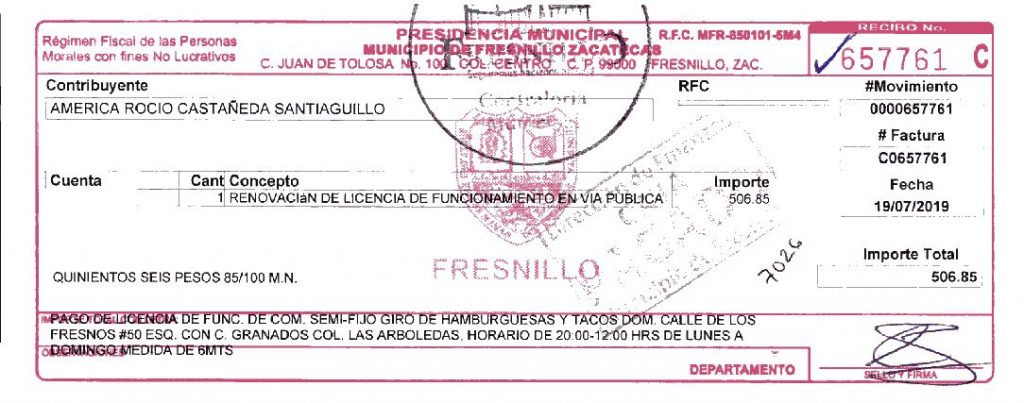 Régimen Fiscal de las Personas
Morales con fines No Lucrativos
PRESIDENCIA MUNICIPAL
MUNICIPIO DE FRESNILLO ZACATECAS
C. JUAN DE TOLOSA No. 100 COL. CENTRO C. P. 99000 FRESNILLO, ZAC.
R.F.C. MFR-850101-5M4
RECIBO No.
657761 C
Contribuyente
AMERICA ROCIO CASTAÑEDA SANTIAGUILLO
RFC
#Movimiento
0000657761
# Factura
C0657761
Fecha
19/07/2019
Cuenta Cant Concepto Importe
1 RENOVACIÓN DE LICENCIA DE FUNCIONAMIENTO EN VIA PUBLICA 506.85
Contraloría
FRESNILLO
7026
Importe Total
506.85
QUINIENTOS SEIS PESOS 85/100 M.N.
PAGO DE LICENCIA DE FUNC. DE COM. SEMI-FIJO GIRO DE HAMBURGUESAS Y TACOS DOM. CALLE DE LOS
FRESNOS #50 ESQ. CON C. GRANADOS COL. LAS ARBOLEDAS, HORARIO DE 20:00-12:00 HRS DE LUNES A
DOMINGO MEDIDA DE 6MTS
DEPARTAMENTO
SELLO Y FIRMA